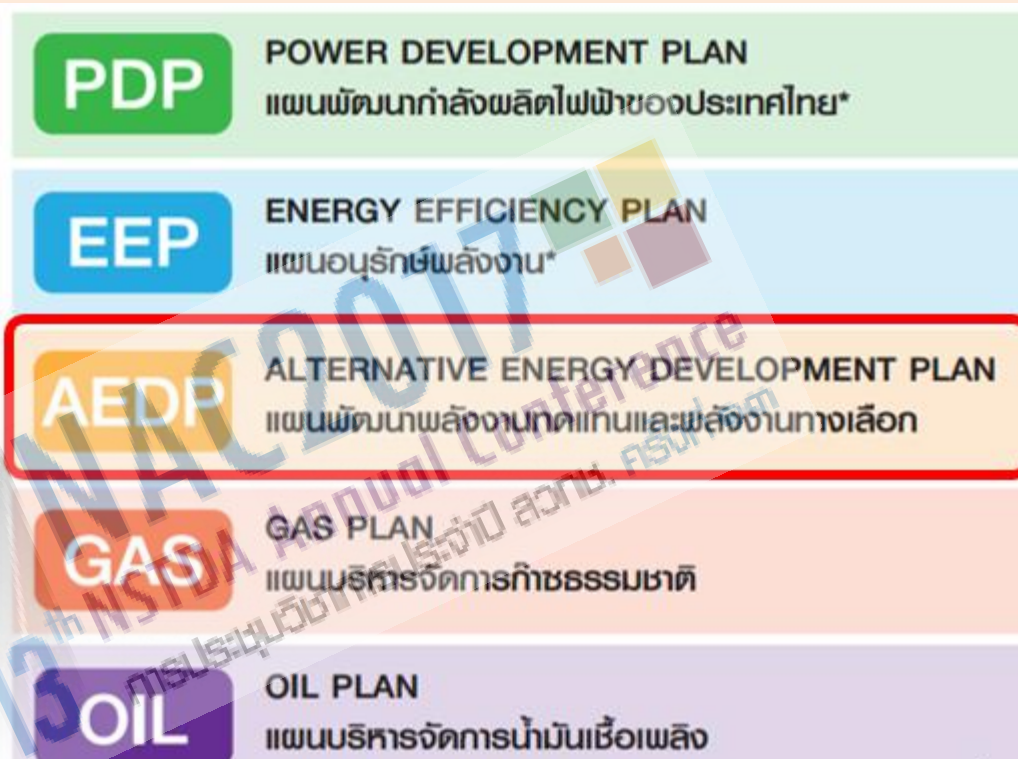 PDP
POWER DEVELOPMENT PLAN
แผนพัฒนากำลังผลิตไฟฟ้าของประเทศไทย*
EEP
ENERGY EFFICIENCY PLAN
แผนอนุรักษ์พลังงาน*
AEDP
ALTERNATIVE ENERGY DEVELOPMENT PLAN
แผนพัฒนาพลังงานทดแทนและพลังงานทางเลือก
GAS
GAS PLAN
แผนบริหารจัดการก๊าซธรรมชาติ
OIL
OIL PLAN
แผนบริหารจัดการน้ำมันเชื้อเพลิง
NAC2017
13th NSTDA Annual Conference
การประชุมวิชาการประจำปี สวทช.